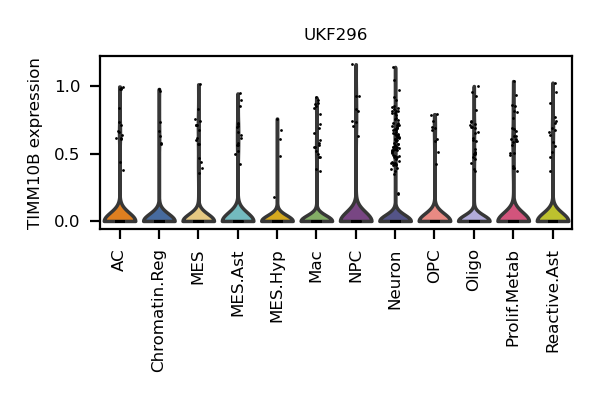 UKF296
TIMM10B expression
1.0
0.5
0.0
AC
Chromatin.Reg
MES
MES.Ast
MES.Hyp
Mac
NPC
Neuron
OPC
Oligo
Prolif.Metab
Reactive.Ast